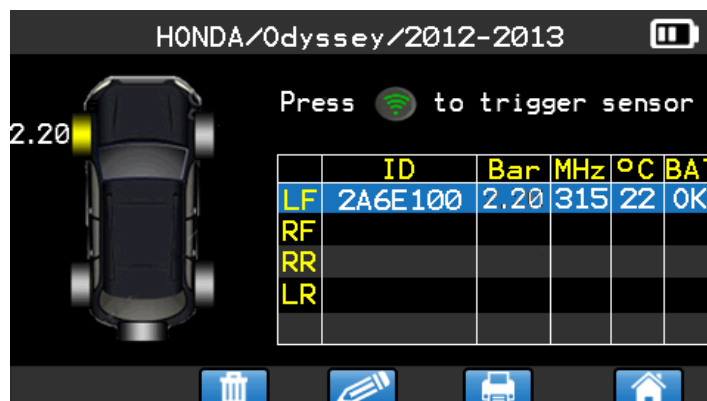 HONDA/Odyssey/2012-2013
Press to trigger sensor
2.20
ID Bar MHz ºC BAT
LF 2A6E100 2.20 315 22 OK
RF
RR
LR